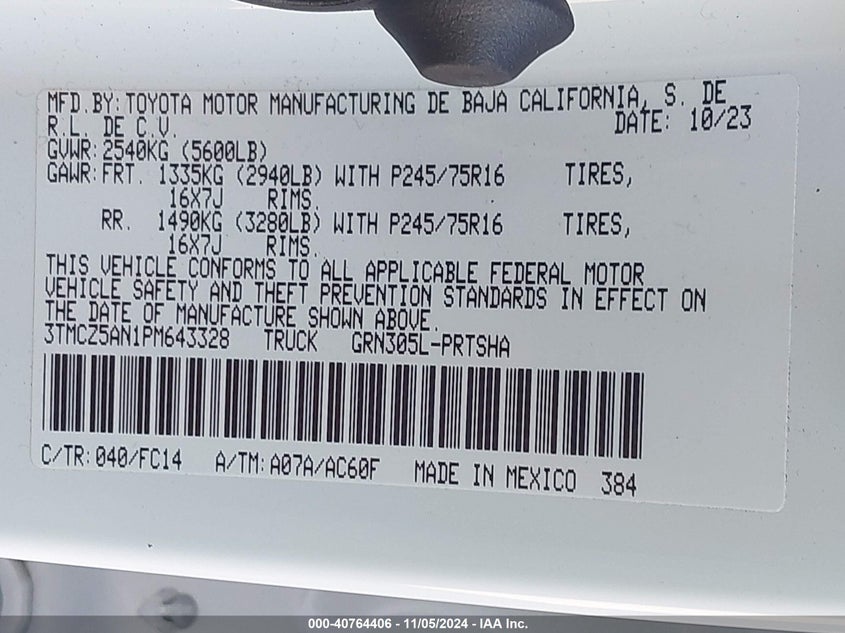 MFD.BY:TOYOTA MOTOR MANUFACTURING DE BAJA CALIFORNIA, S. DE
R.L. DE C.V. DATE: 10/23
GVWR:2540KG (5600LB)
GAWR:FRT. 1335KG (2940LB) WITH P245/75R16 TIRES,
16X7J RIMS.
RR. 1490KG (3280LB) WITH P245/75R16 TIRES,
16X7J RIMS.
THIS VEHICLE CONFORMS TO ALL APPLICABLE FEDERAL MOTOR
VEHICLE SAFETY AND THEFT PREVENTION STANDARDS IN EFFECT ON
THE DATE OF MANUFACTURE SHOWN ABOVE.
3TMCZ5AN1PM643328 TRUCK GRN305L-PRTSHA
C/TR:040/FC14 A/TM:A07A/AC60F MADE IN MEXICO 384
000-40764406 - 11/05/2024 - IAA Inc.